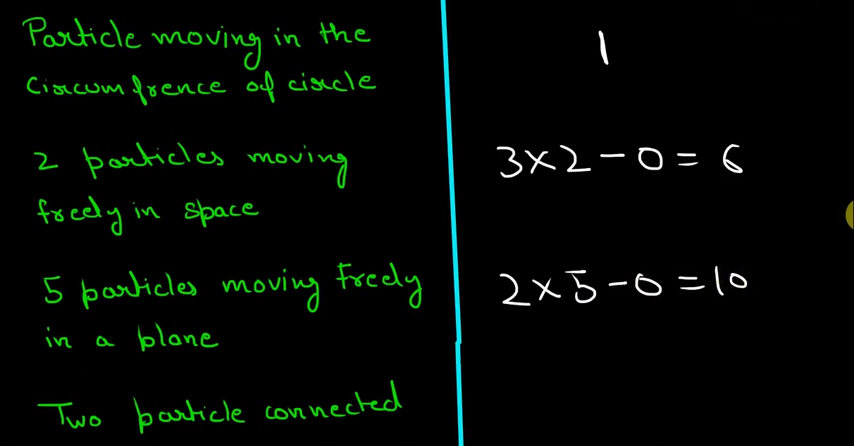 Particle moving in the
1
circumfrence of circle
2 particles moving
3×2-0=6
freely in space
5 particles moving freely
2×5-0=10
in a plane
Two particle connected